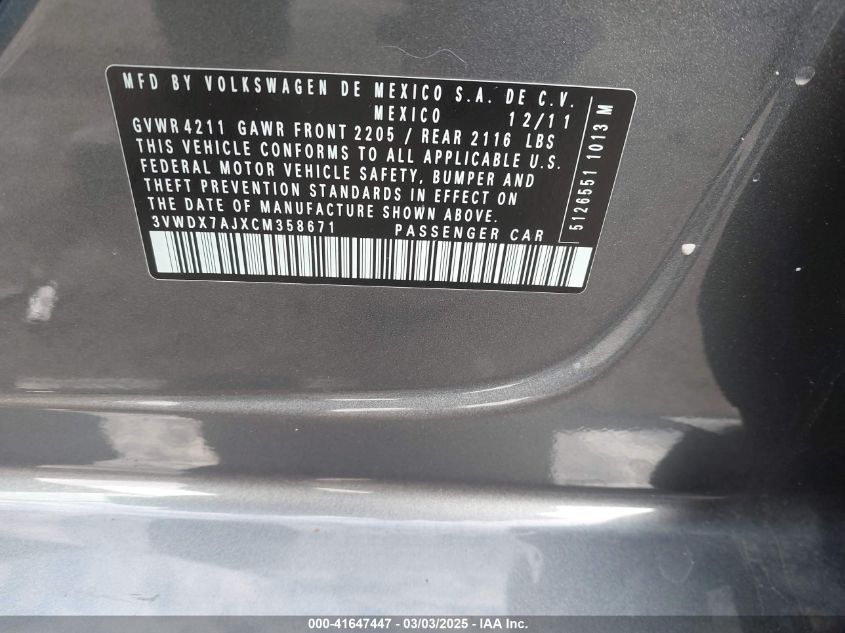 MFD BY VOLKSWAGEN DE MEXICO S.A. DE C.V.
MEXICO 12/11
GVWR 4211 GAWR FRONT 2205 / REAR 2116 LBS
THIS VEHICLE CONFORMS TO ALL APPLICABLE U.S.
FEDERAL MOTOR VEHICLE SAFETY, BUMPER AND
THEFT PREVENTION STANDARDS IN EFFECT ON
THE DATE OF MANUFACTURE SHOWN ABOVE.
3VWDX7AJXCM358671 PASSENGER CAR
5126551 1013 M
000-41647447 - 03/03/2025 - IAA Inc.